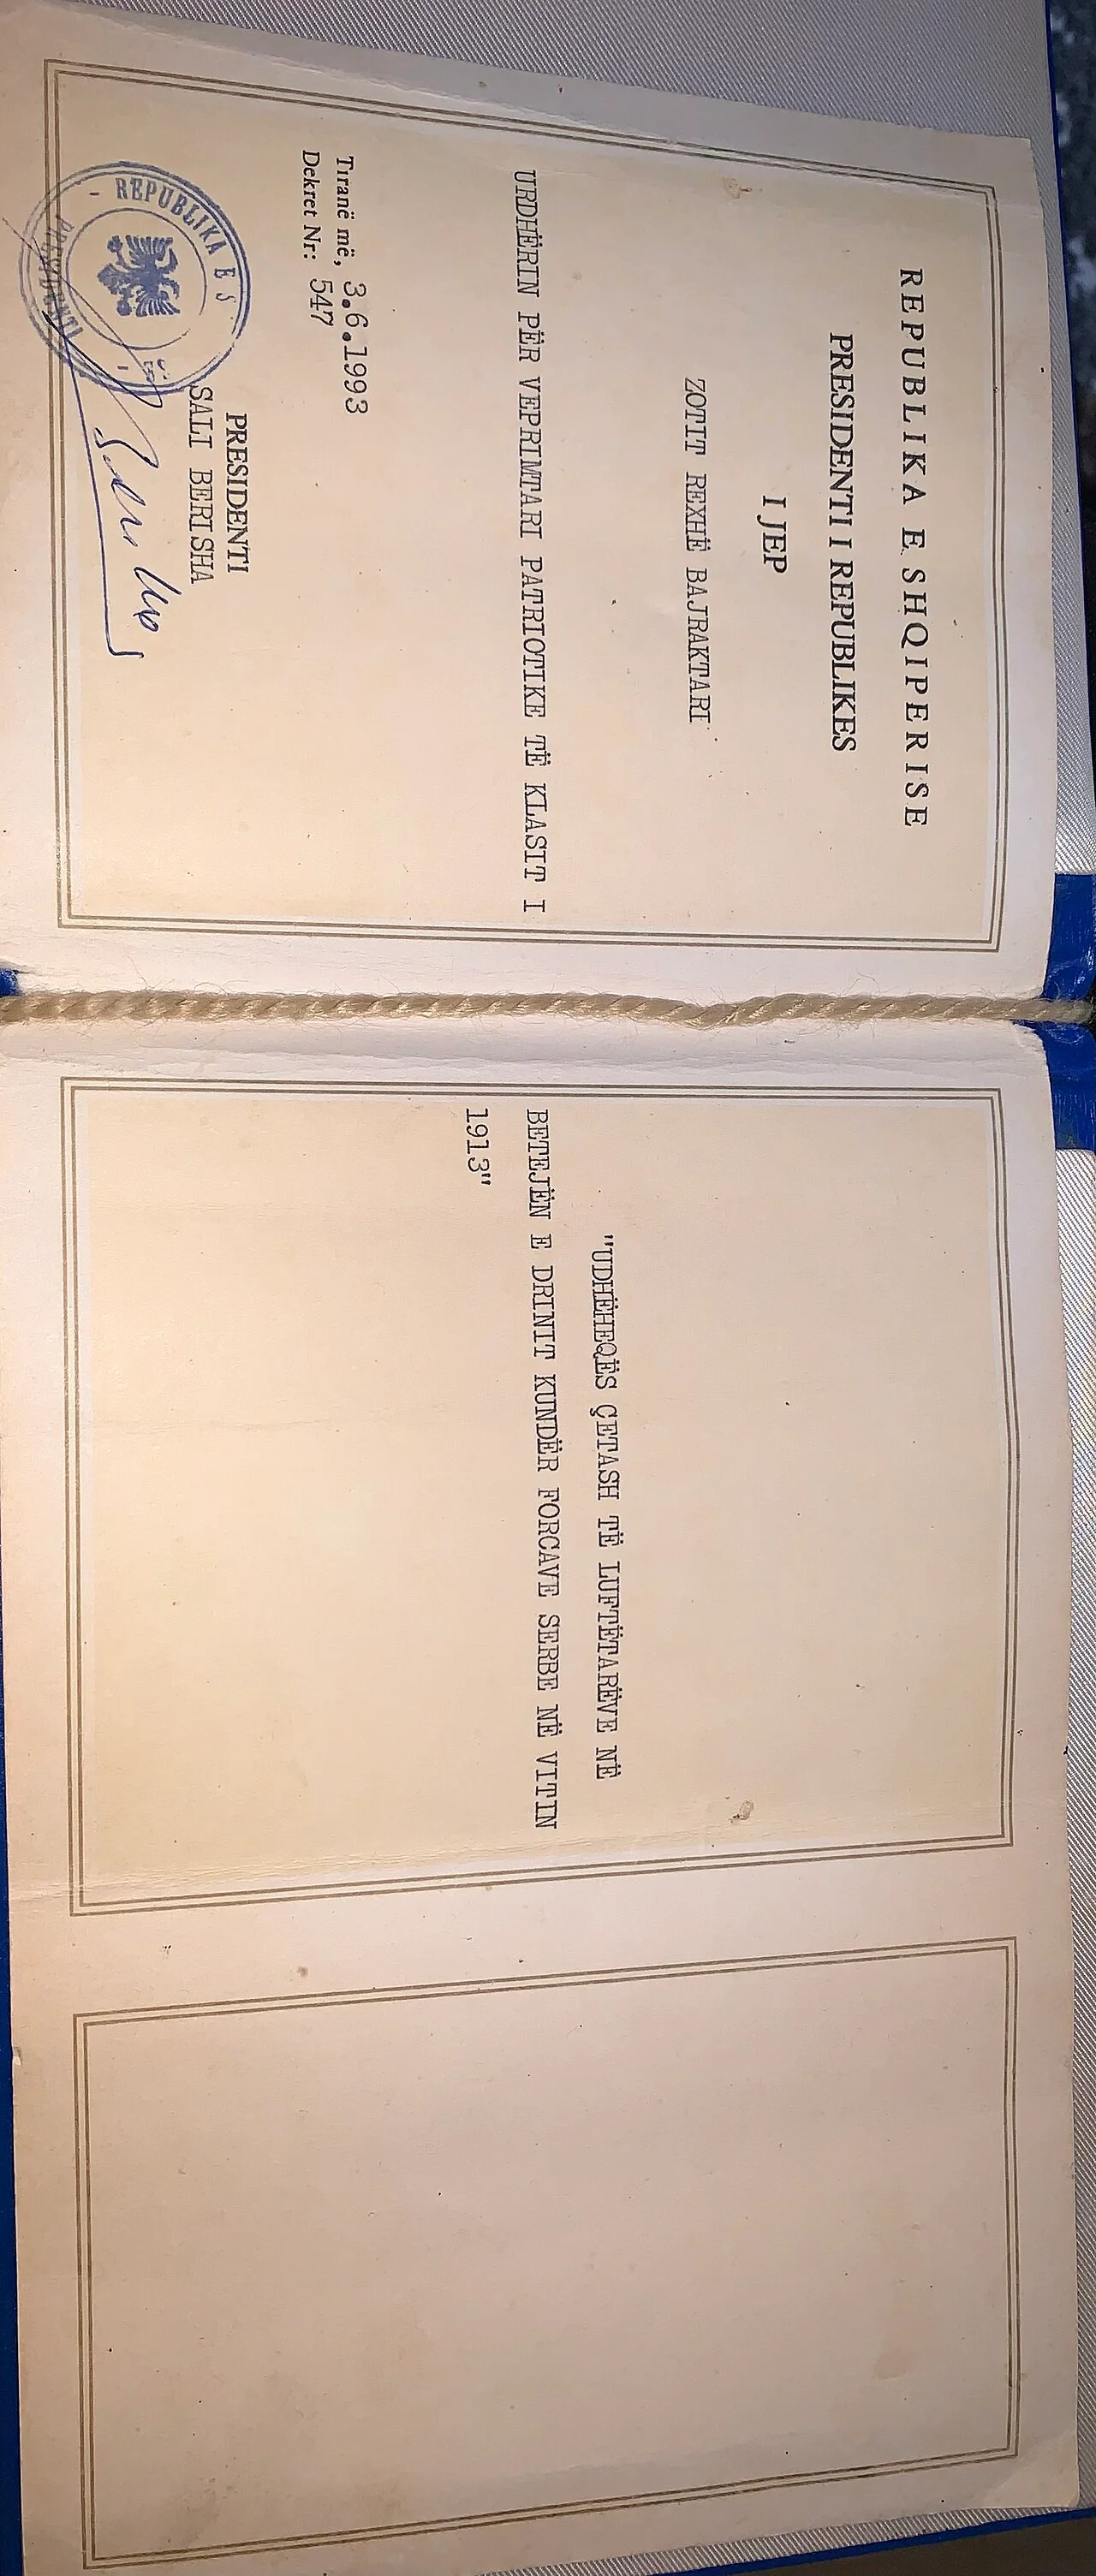 REPUBLIKA E SHQIPERISE
PRESIDENTI I REPUBLIKES
I JEP
ZOTIT REXHË BAJRAKTARI
URDHËRIN PËR VEPRIMTARI PATRIOTIKE TË KLASIT I
Tiranë më, 3.6.1993
Dekret Nr: 547
PRESIDENTI
SALI BERISHA
REPUBLIKA E SH
PRESIDENTI
"UDHËHEQËS ÇETASH TË LUFTËTARËVE NË
BETEJËN E DRINIT KUNDËR FORCAVE SERBE NË VITIN
1913"